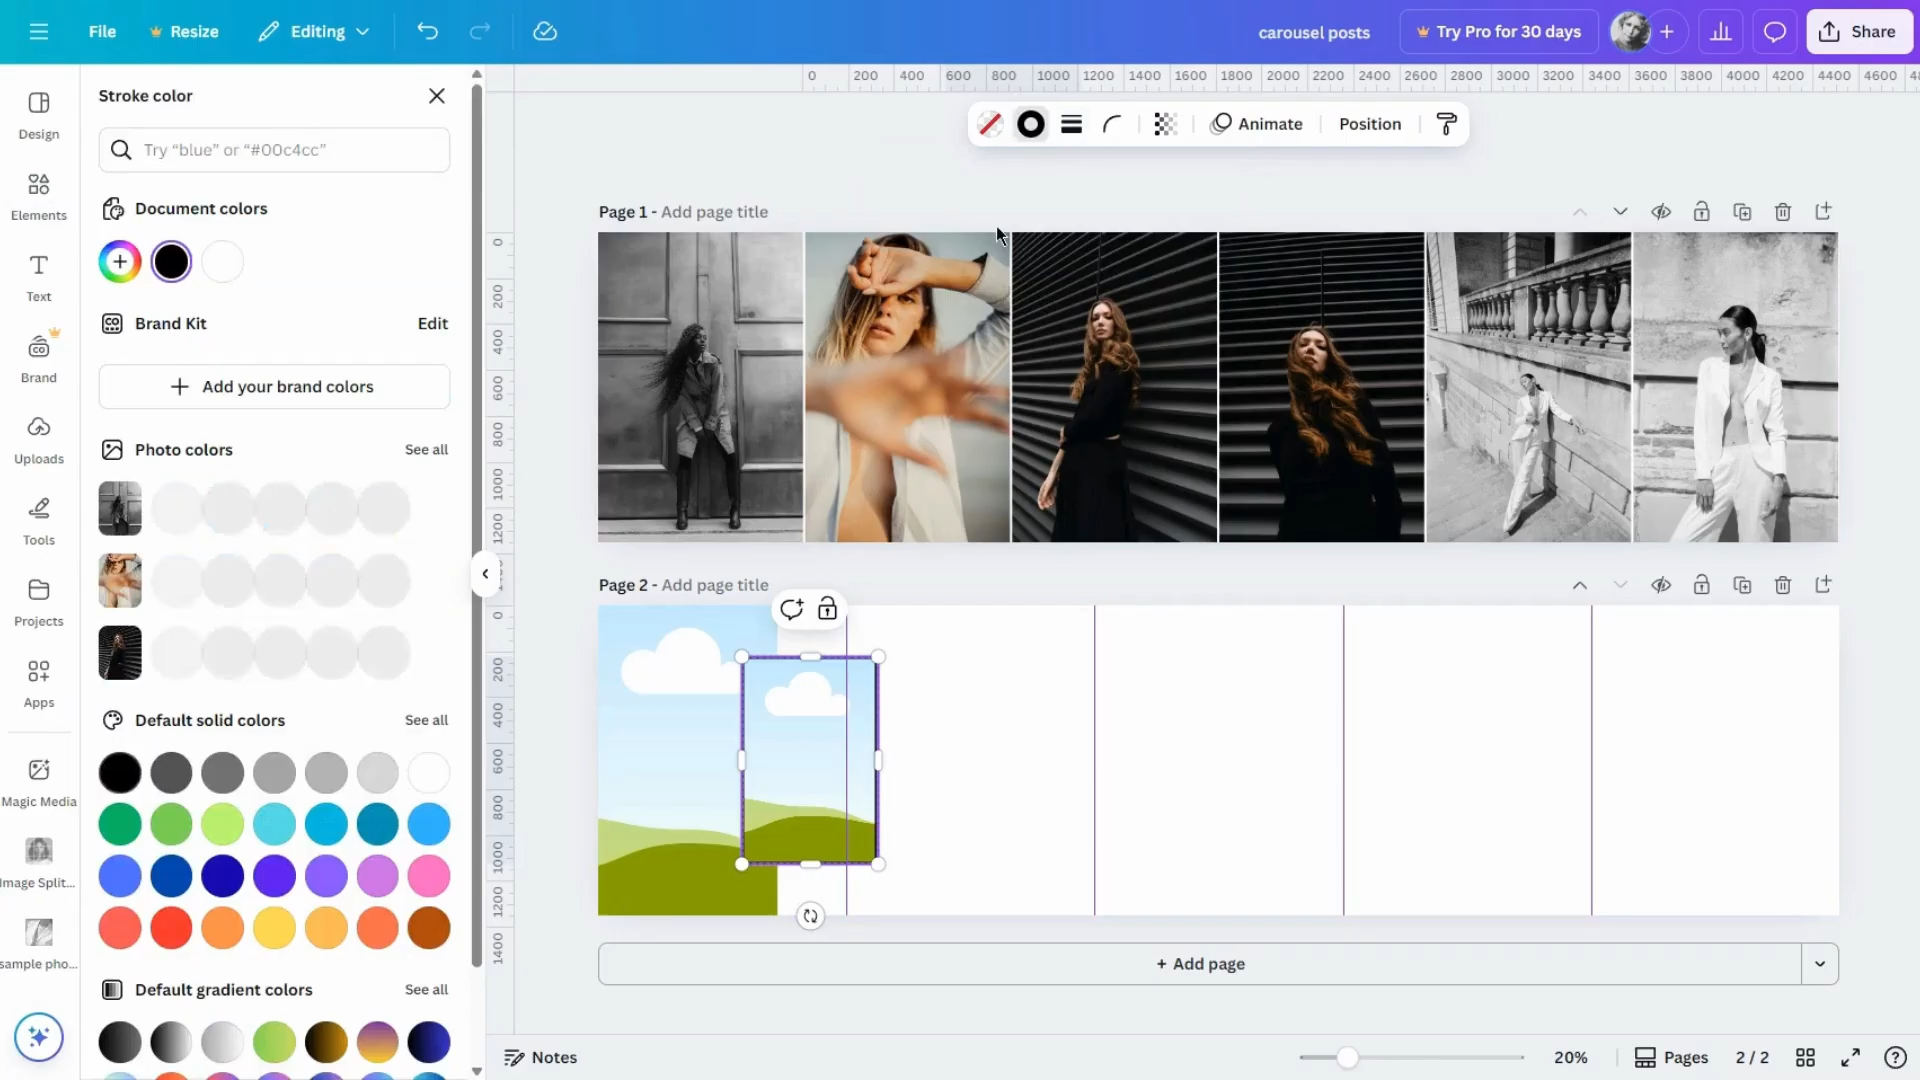 File
Resize
Editing
carousel posts
Try Pro for 30 days
Share
Design
Elements
Text
Brand
Uploads
Tools
Projects
Apps
Magic Media
Image Split...
sample pho...
Stroke color
Try “blue” or “#00c4cc”
Document colors
Brand Kit
Edit
Add your brand colors
Photo colors
See all
Default solid colors
See all
Default gradient colors
See all
0 200 400 600 800 1000 1200 1400 1600 1800 2000 2200 2400 2600 2800 3000 3200 3400 3600 3800 4000 4200 4400 4600
Animate
Position
Page 1 - Add page title
0
200
400
600
800
1000
1200
Page 2 - Add page title
0
200
400
600
800
1000
1200
1400
+ Add page
Notes
20%
Pages
2 / 2